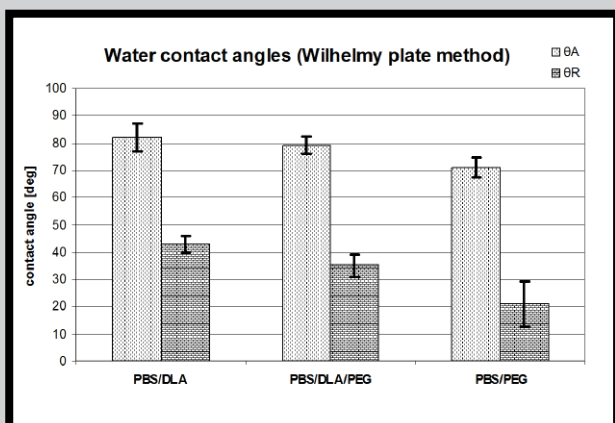 Water contact angles (Wilhelmy plate method)
θA
θR
100
90
80
70
60
50
40
30
20
10
0
contact angle [deg]
PBS/DLA
PBS/DLA/PEG
PBS/PEG